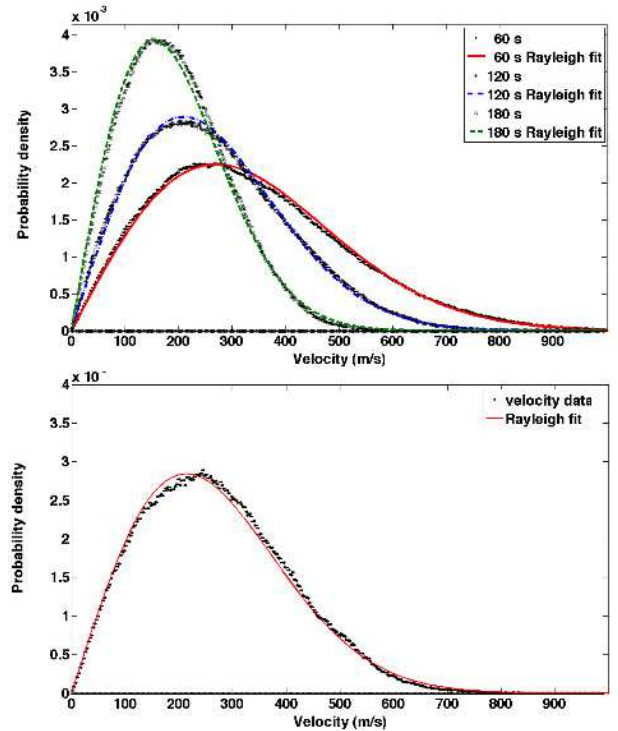 x 10⁻³
4
3.5
3
2.5
2
1.5
1
0.5
0
Probability density
60 s
60 s Rayleigh fit
120 s
120 s Rayleigh fit
180 s
180 s Rayleigh fit
0 100 200 300 400 500 600 700 800 900
Velocity (m/s)
x 10⁻
4
3.5
3
2.5
2
1.5
1
0.5
0
Probability density
velocity data
Rayleigh fit
0 100 200 300 400 500 600 700 800 900
Velocity (m/s)